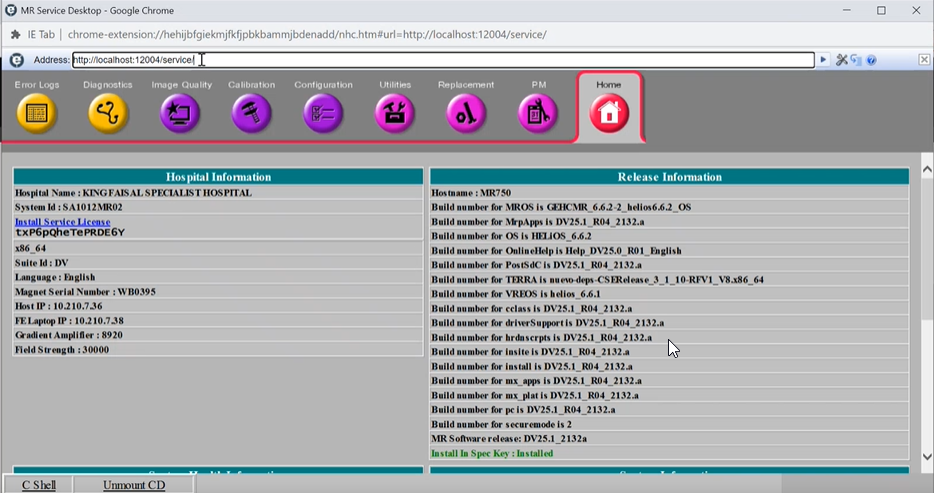 MR Service Desktop - Google Chrome
IE Tab | chrome-extension://hehijbfgiekmjfkfjpbkbammjbdenadd/nhc.htm#url=http://localhost:12004/service/
Address: http://localhost:12004/service/
Error Logs Diagnostics Image Quality Calibration Configuration Utilities Replacement PM Home
Hospital Information
Hospital Name : KING FAISAL SPECIALIST HOSPITAL
System Id : SA1012MR02
Install Service License
txP6pQheTePRDE6Y
x86_64
Suite Id : DV
Language : English
Magnet Serial Number : WB0395
Host IP : 10.210.7.36
FE Laptop IP : 10.210.7.38
Gradient Amplifier : 8920
Field Strength : 30000
Release Information
Hostname : MR750
Build number for MROS is GEHCMR_6.6.2-2_helios6.6.2_OS
Build number for MrpApps is DV25.1_R04_2132.a
Build number for OS is HELiOS_6.6.2
Build number for OnlineHelp is Help_DV25.0_R01_English
Build number for PostSdC is DV25.1_R04_2132.a
Build number for TERRA is nuevo-deps-CSERelease_3_1_10-RFV1_V8.x86_64
Build number for VREOS is helios_6.6.1
Build number for cclass is DV25.1_R04_2132.a
Build number for driverSupport is DV25.1_R04_2132.a
Build number for hrdnscrpts is DV25.1_R04_2132.a
Build number for insite is DV25.1_R04_2132.a
Build number for install is DV25.1_R04_2132.a
Build number for mx_apps is DV25.1_R04_2132.a
Build number for mx_plat is DV25.1_R04_2132.a
Build number for pc is DV25.1_R04_2132.a
Build number for securemode is 2
MR Software release: DV25.1_2132a
Install In Spec Key : Installed
C Shell Unmount CD